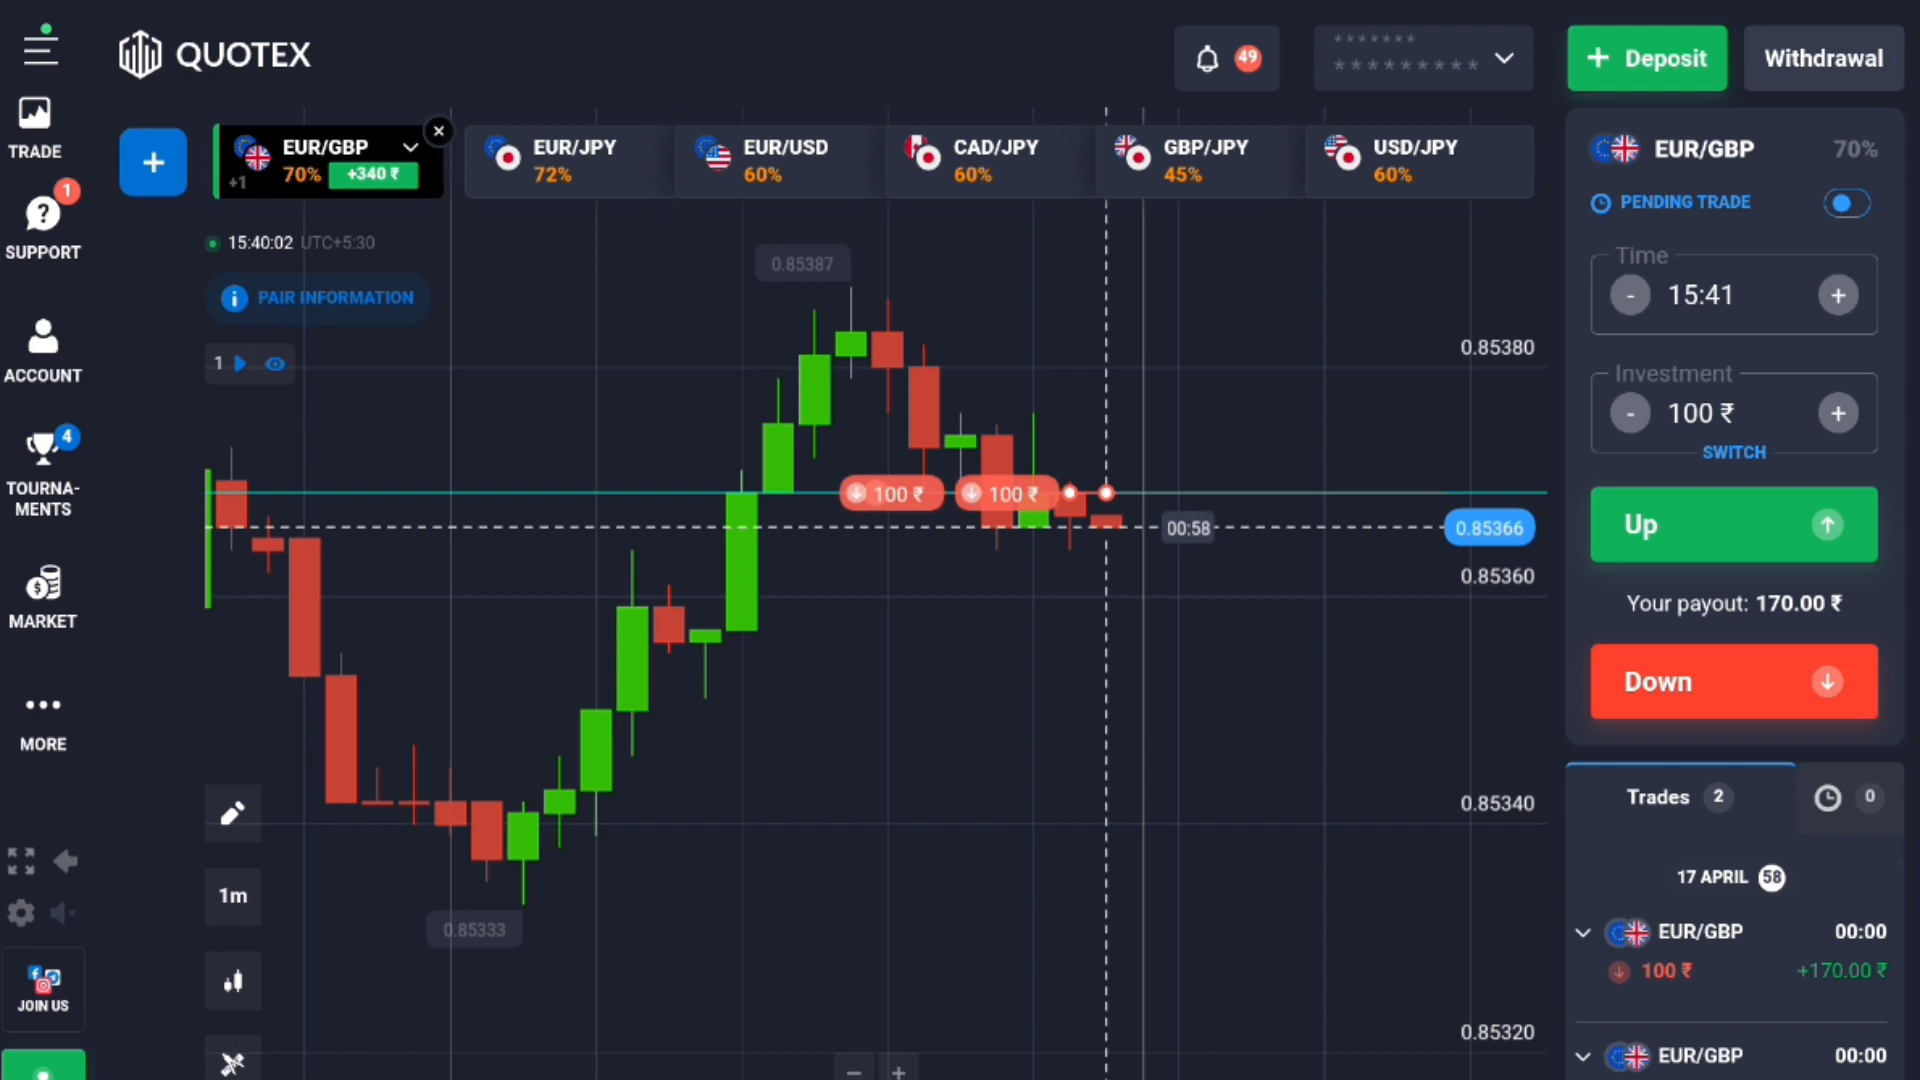 QUOTEX
49
*******
*********
+ Deposit
Withdrawal
TRADE
1
SUPPORT
ACCOUNT
4
TOURNA-
MENTS
MARKET
MORE
JOIN US
+
EUR/GBP
+1
70%
+340 ₹
EUR/JPY
72%
EUR/USD
60%
CAD/JPY
60%
GBP/JPY
45%
USD/JPY
60%
15:40:02 UTC+5:30
PAIR INFORMATION
1
0.85387
0.85380
100 ₹
100 ₹
00:58
0.85366
0.85360
0.85340
0.85333
0.85320
1m
− +
EUR/GBP 70%
PENDING TRADE
Time
- 15:41 +
Investment
- 100 ₹ +
SWITCH
Up
Your payout: 170.00 ₹
Down
Trades 2
0
17 APRIL 58
EUR/GBP 00:00
100 ₹ +170.00 ₹
EUR/GBP 00:00